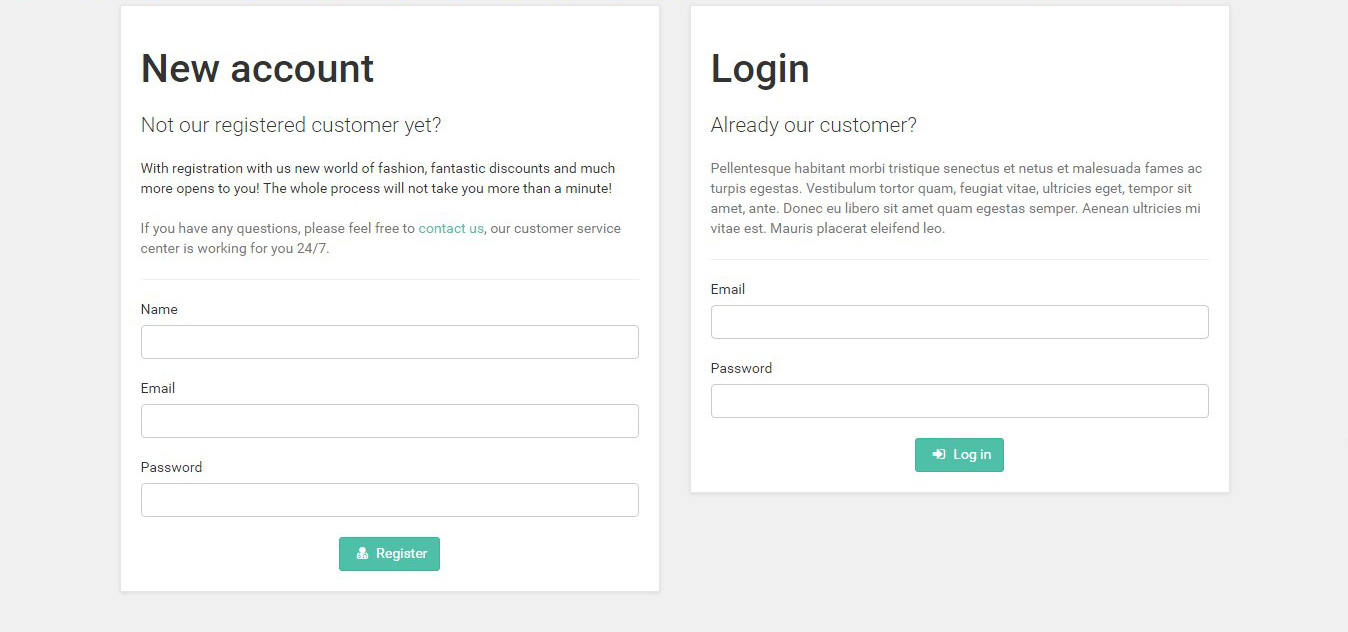 New account
Not our registered customer yet?
With registration with us new world of fashion, fantastic discounts and much
more opens to you! The whole process will not take you more than a minute!
If you have any questions, please feel free to contact us, our customer service
center is working for you 24/7.
Name
Email
Password
Register
Login
Already our customer?
Pellentesque habitant morbi tristique senectus et netus et malesuada fames ac
turpis egestas. Vestibulum tortor quam, feugiat vitae, ultricies eget, tempor sit
amet, ante. Donec eu libero sit amet quam egestas semper. Aenean ultricies mi
vitae est. Mauris placerat eleifend leo.
Email
Password
Log in